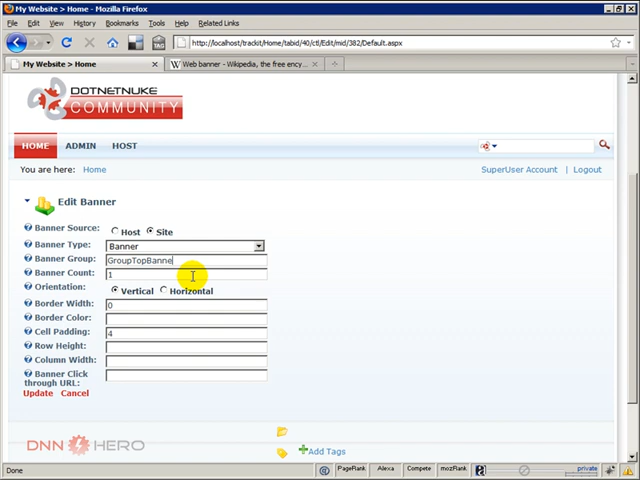 My Website > Home - Mozilla Firefox
File Edit View History Bookmarks Tools Related Links Help
TAG http://localhost/trackit/Home/tabid/40/ctl/Edit/mid/382/Default.aspx
My Website > Home Web banner - Wikipedia, the free ency...
DOTNETNUKE
COMMUNITY
HOME ADMIN HOST
You are here: Home SuperUser Account | Logout
Edit Banner
Banner Source: Host Site
Banner Type: Banner
Banner Group: GroupTopBanne
Banner Count: 1
Orientation: Vertical Horizontal
Border Width: 0
Border Color:
Cell Padding: 4
Row Height:
Column Width:
Banner Click
through URL:
Update Cancel
DNN HERO
Add Tags
Done PageRank Alexa Compete mozRank private